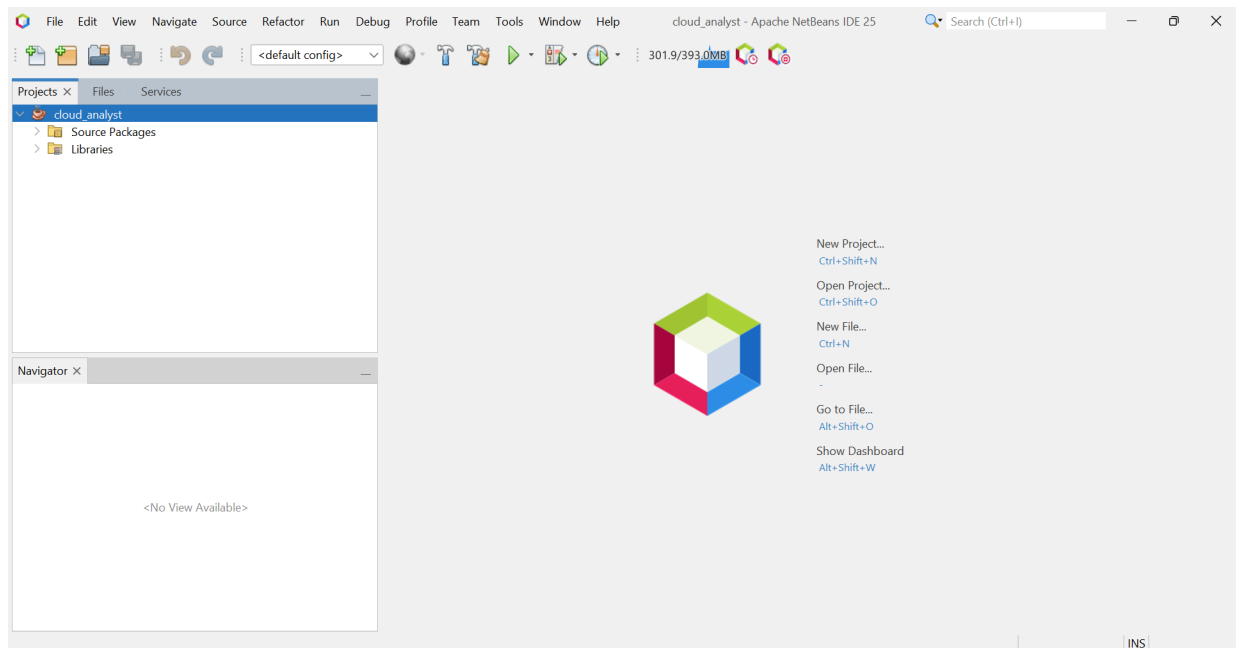 File Edit View Navigate Source Refactor Run Debug Profile Team Tools Window Help cloud_analyst - Apache NetBeans IDE 25 Search (Ctrl+I)
<default config> 301.9/393.0MB
Projects Files Services
cloud_analyst
Source Packages
Libraries
New Project...
Ctrl+Shift+N
Open Project...
Ctrl+Shift+O
New File...
Ctrl+N
Open File...
-
Go to File...
Alt+Shift+O
Show Dashboard
Alt+Shift+W
Navigator
<No View Available>
INS